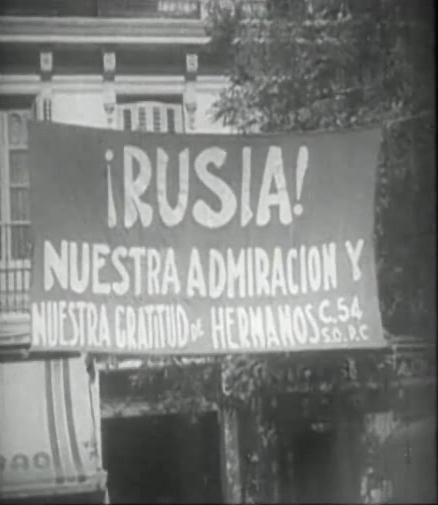 ¡RUSIA!
NUESTRA ADMIRACION Y
NUESTRA GRATITUD DE HERMANOS C.54
S.O.P.C